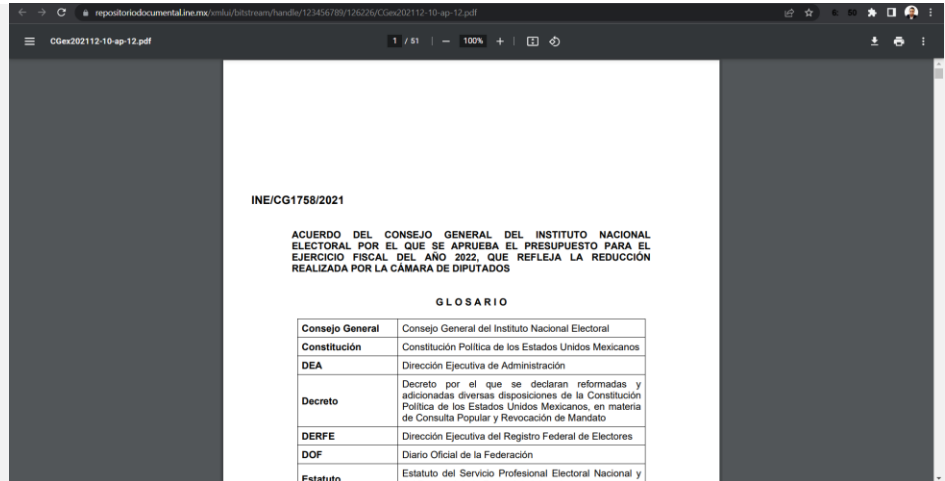 repositoriodocumental.ine.mx/xmlui/bitstream/handle/123456789/126226/CGex202112-10-ap-12.pdf
CGex202112-10-ap-12.pdf
1 / 51
100%
INE/CG1758/2021
ACUERDO DEL CONSEJO GENERAL DEL INSTITUTO NACIONAL
ELECTORAL POR EL QUE SE APRUEBA EL PRESUPUESTO PARA EL
EJERCICIO FISCAL DEL AÑO 2022, QUE REFLEJA LA REDUCCIÓN
REALIZADA POR LA CÁMARA DE DIPUTADOS
GLOSARIO
Consejo General Consejo General del Instituto Nacional Electoral
Constitución Constitución Política de los Estados Unidos Mexicanos
DEA Dirección Ejecutiva de Administración
Decreto Decreto por el que se declaran reformadas y
adicionadas diversas disposiciones de la Constitución
Política de los Estados Unidos Mexicanos, en materia
de Consulta Popular y Revocación de Mandato
DERFE Dirección Ejecutiva del Registro Federal de Electores
DOF Diario Oficial de la Federación
Estatuto Estatuto del Servicio Profesional Electoral Nacional y